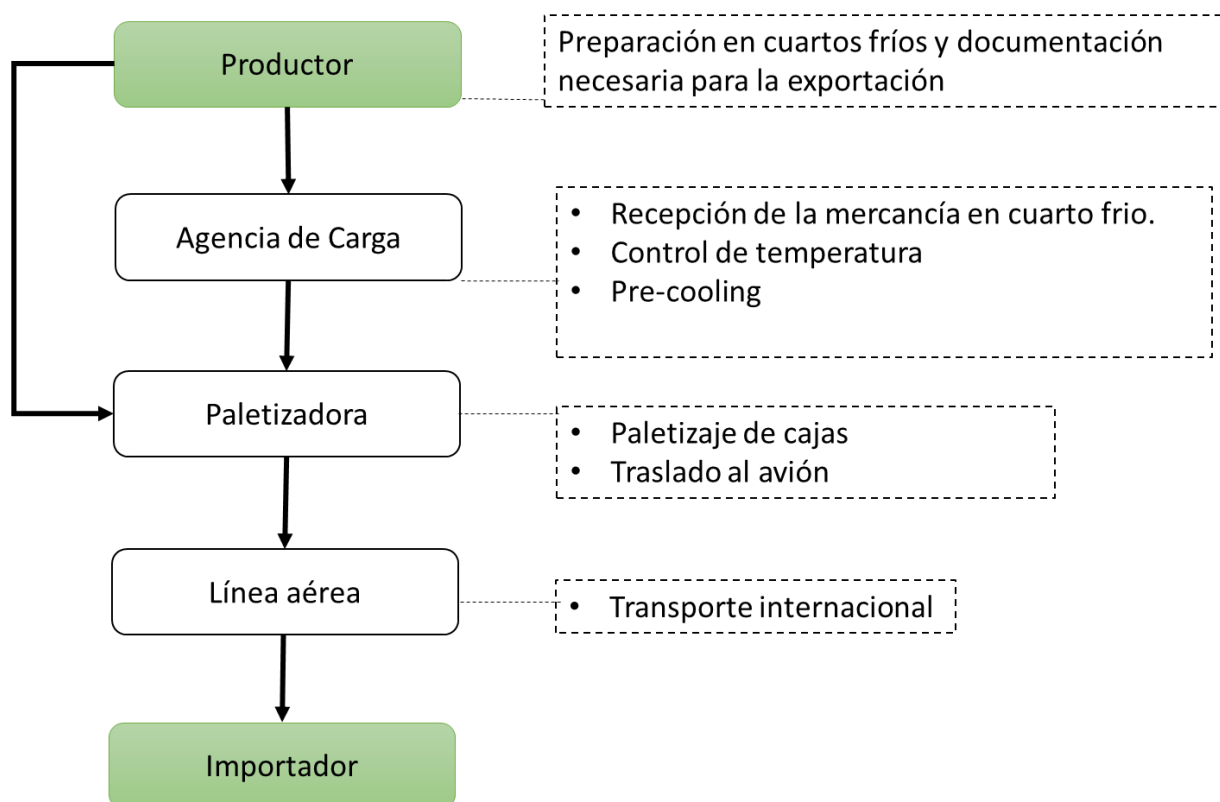 Productor
Preparación en cuartos fríos y documentación
necesaria para la exportación
Agencia de Carga
• Recepción de la mercancía en cuarto frio.
• Control de temperatura
• Pre-cooling
Paletizadora
• Paletizaje de cajas
• Traslado al avión
Línea aérea
• Transporte internacional
Importador